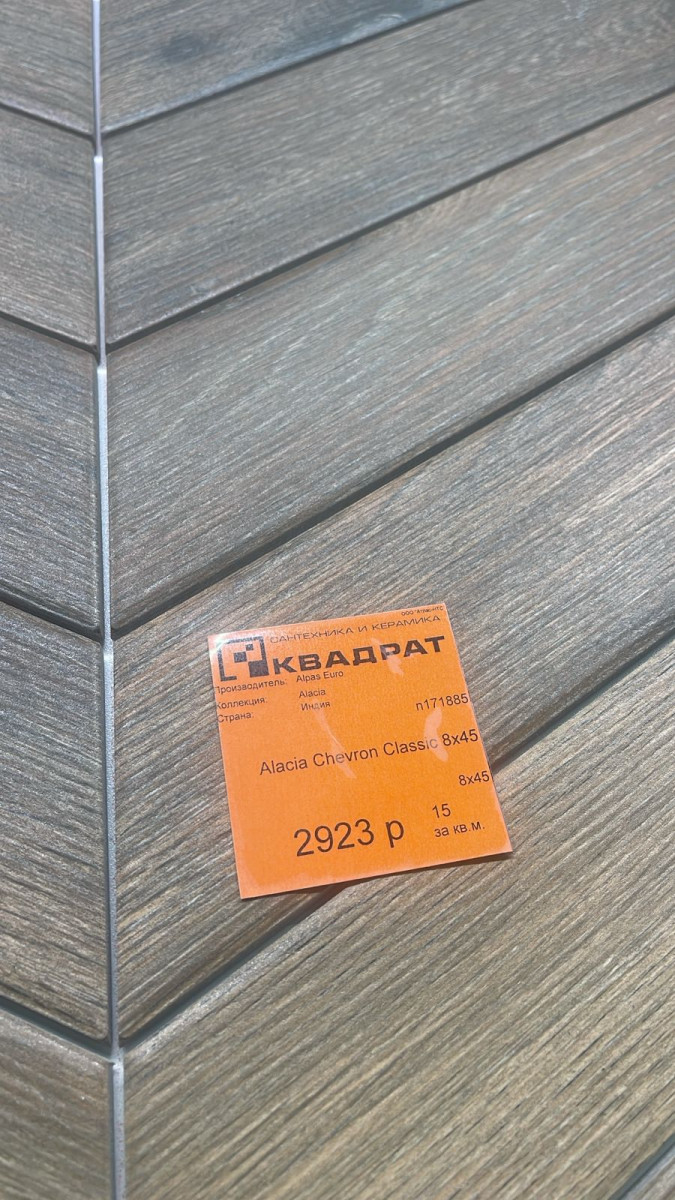 САНТЕХНИКА И КЕРАМИКА
КВАДРАТ
Производитель: Alpas Euro
Коллекция: Alacia
Страна: Индия
n171885
Alacia Chevron Classic 8x45
8x45
2923 р
15
за кв.м.